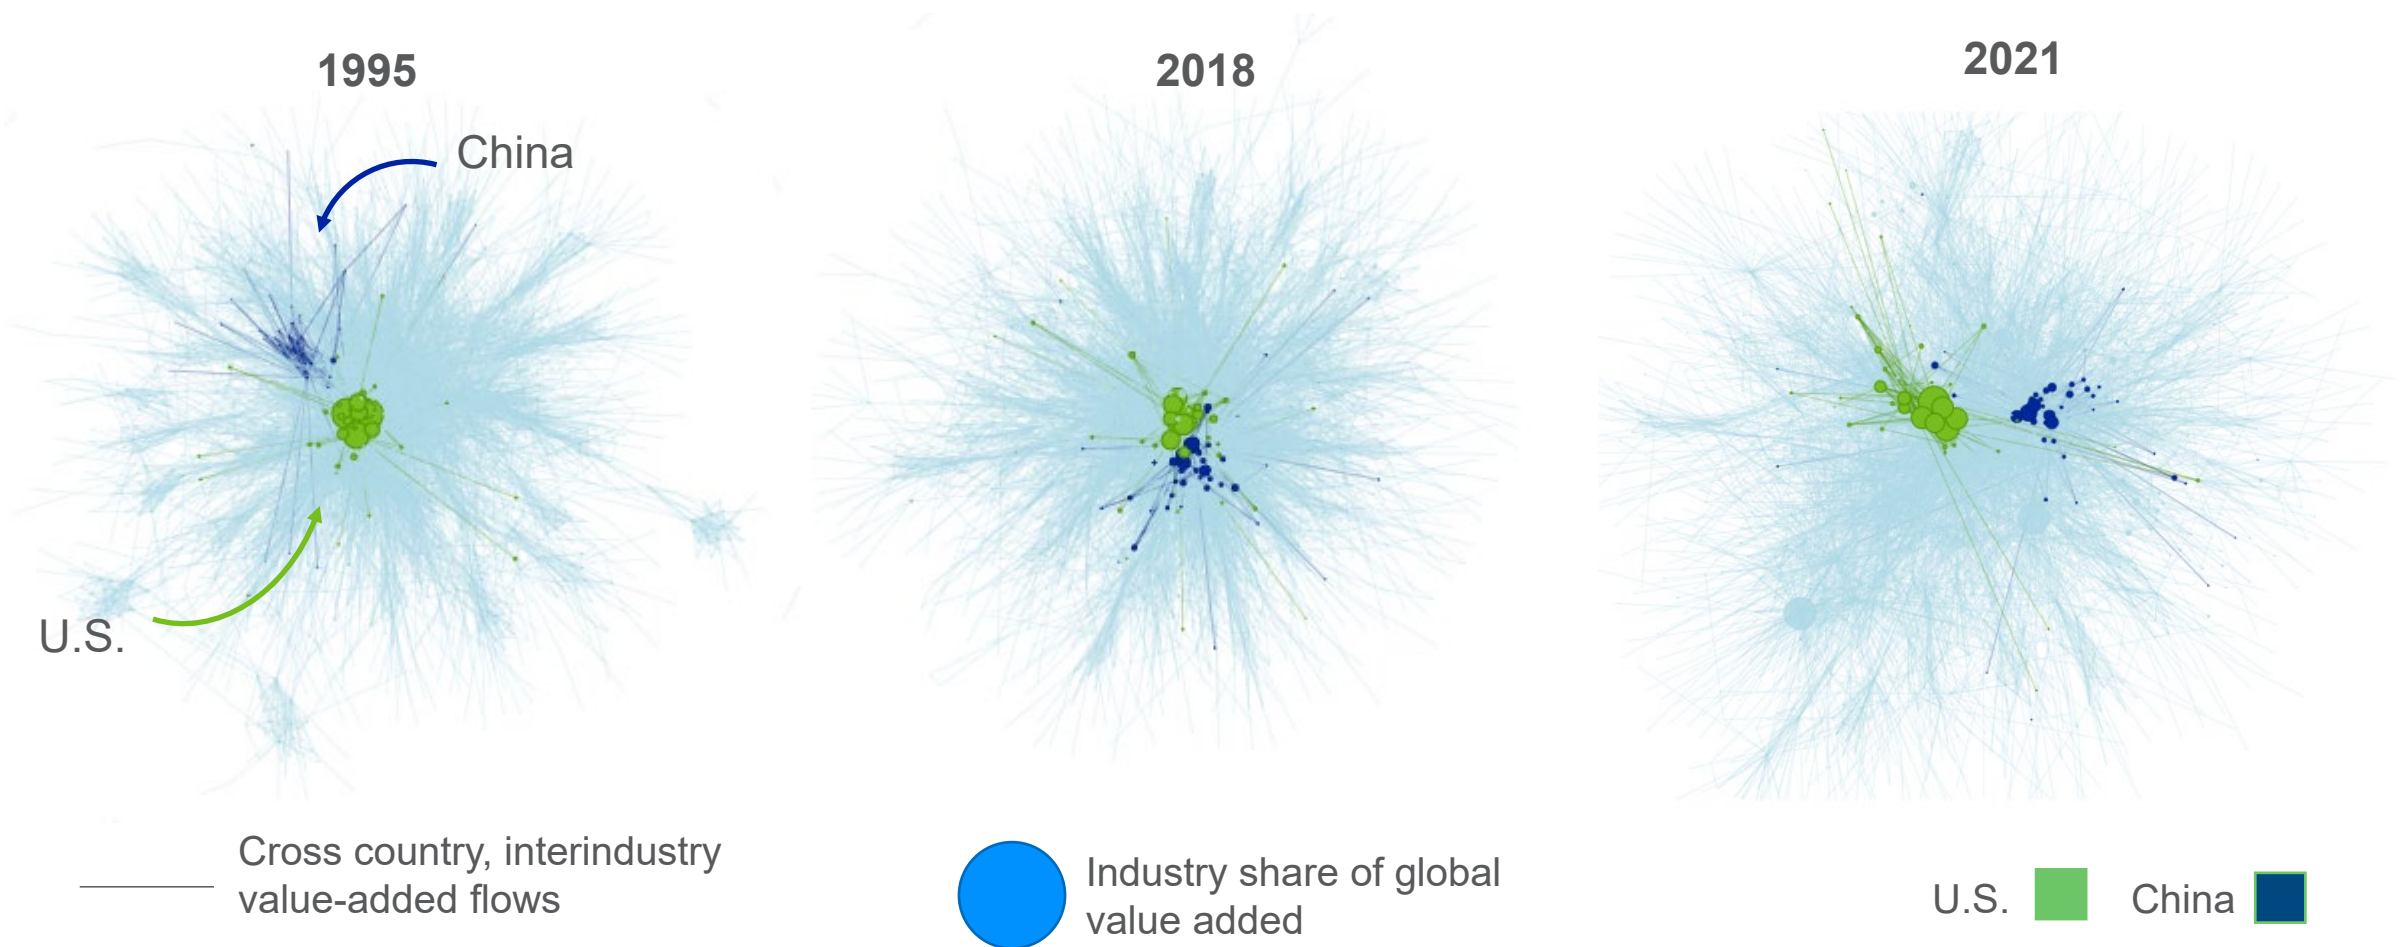 1995
2018
2021
China
U.S.
Cross country, interindustry
value-added flows
Industry share of global
value added
U.S.
China